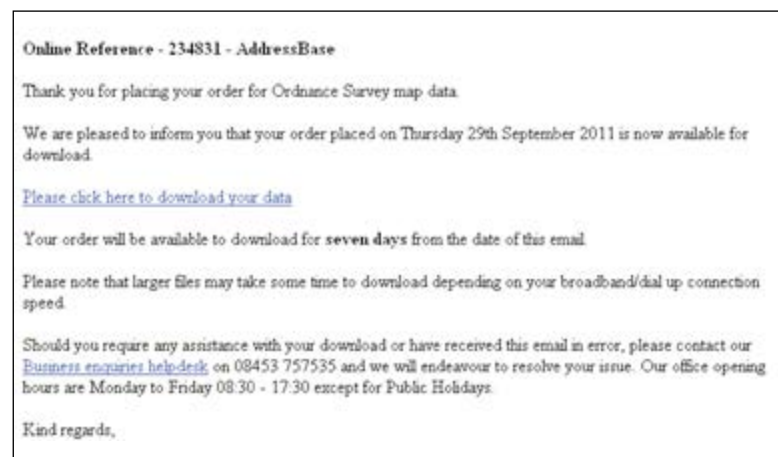 Online Reference - 234831 - AddressBase
Thank you for placing your order for Ordnance Survey map data.
We are pleased to inform you that your order placed on Thursday 29th September 2011 is now available for
download.
Please click here to download your data
Your order will be available to download for seven days from the date of this email.
Please note that larger files may take some time to download depending on your broadband/dial up connection
speed.
Should you require any assistance with your download or have received this email in error, please contact our
Business enquiries helpdesk on 08453 757535 and we will endeavour to resolve your issue. Our office opening
hours are Monday to Friday 08:30 - 17:30 except for Public Holidays.
Kind regards,